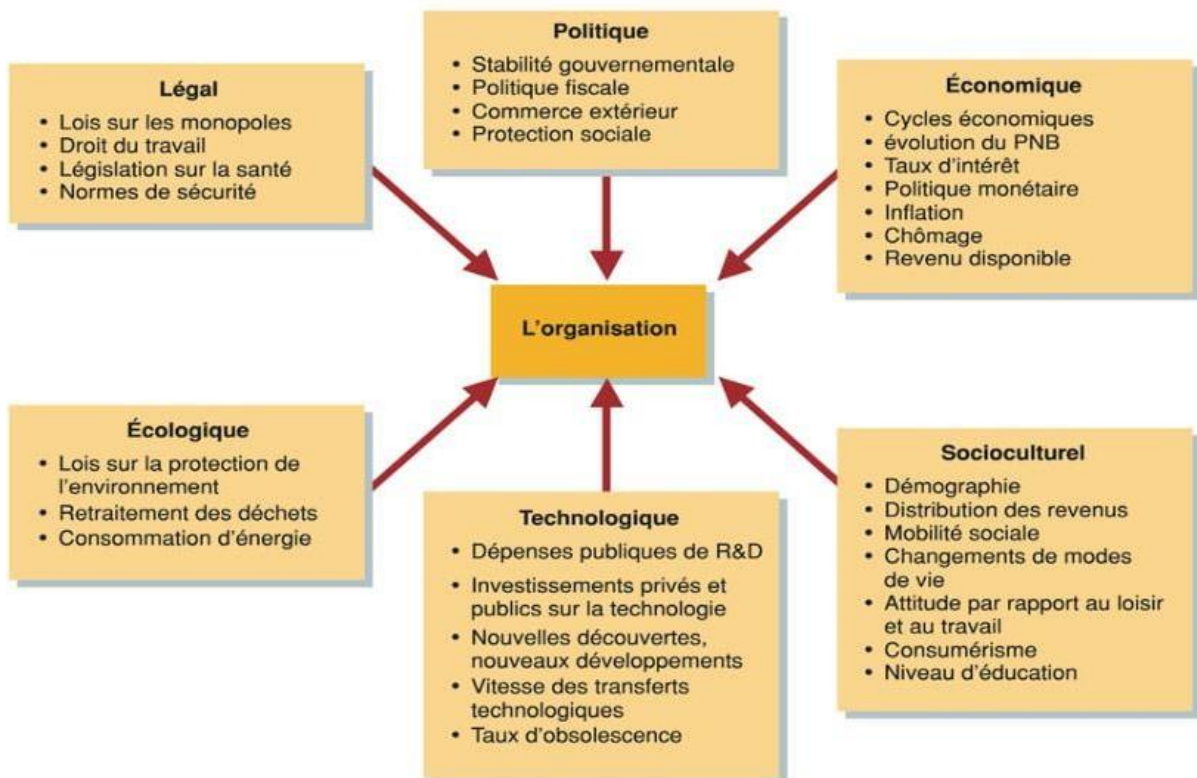 Politique
• Stabilité gouvernementale
• Politique fiscale
• Commerce extérieur
• Protection sociale
Légal
• Lois sur les monopoles
• Droit du travail
• Législation sur la santé
• Normes de sécurité
Économique
• Cycles économiques
• évolution du PNB
• Taux d'intérêt
• Politique monétaire
• Inflation
• Chômage
• Revenu disponible
L'organisation
Écologique
• Lois sur la protection de
l'environnement
• Retraitement des déchets
• Consommation d'énergie
Technologique
• Dépenses publiques de R&D
• Investissements privés et
publics sur la technologie
• Nouvelles découvertes,
nouveaux développements
• Vitesse des transferts
technologiques
• Taux d'obsolescence
Socioculturel
• Démographie
• Distribution des revenus
• Mobilité sociale
• Changements de modes
de vie
• Attitude par rapport au loisir
et au travail
• Consumérisme
• Niveau d'éducation